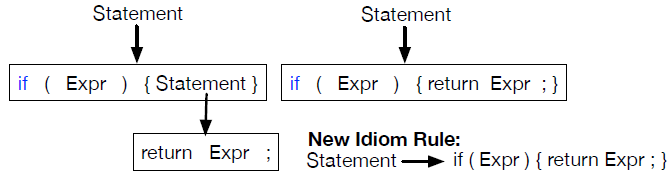 Statement
if ( Expr ) { Statement }
return Expr ;
Statement
if ( Expr ) { return Expr ; }
New Idiom Rule:
Statement if ( Expr ) { return Expr ; }